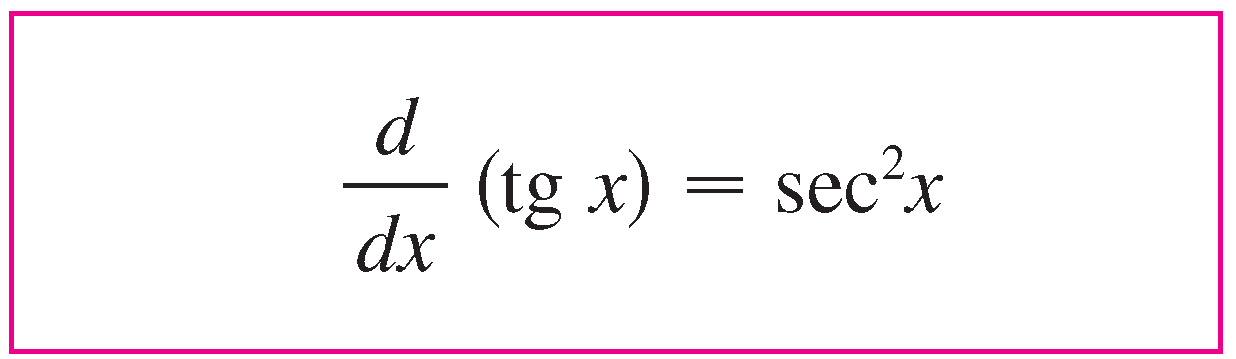 d/dx (tg x) = sec²x